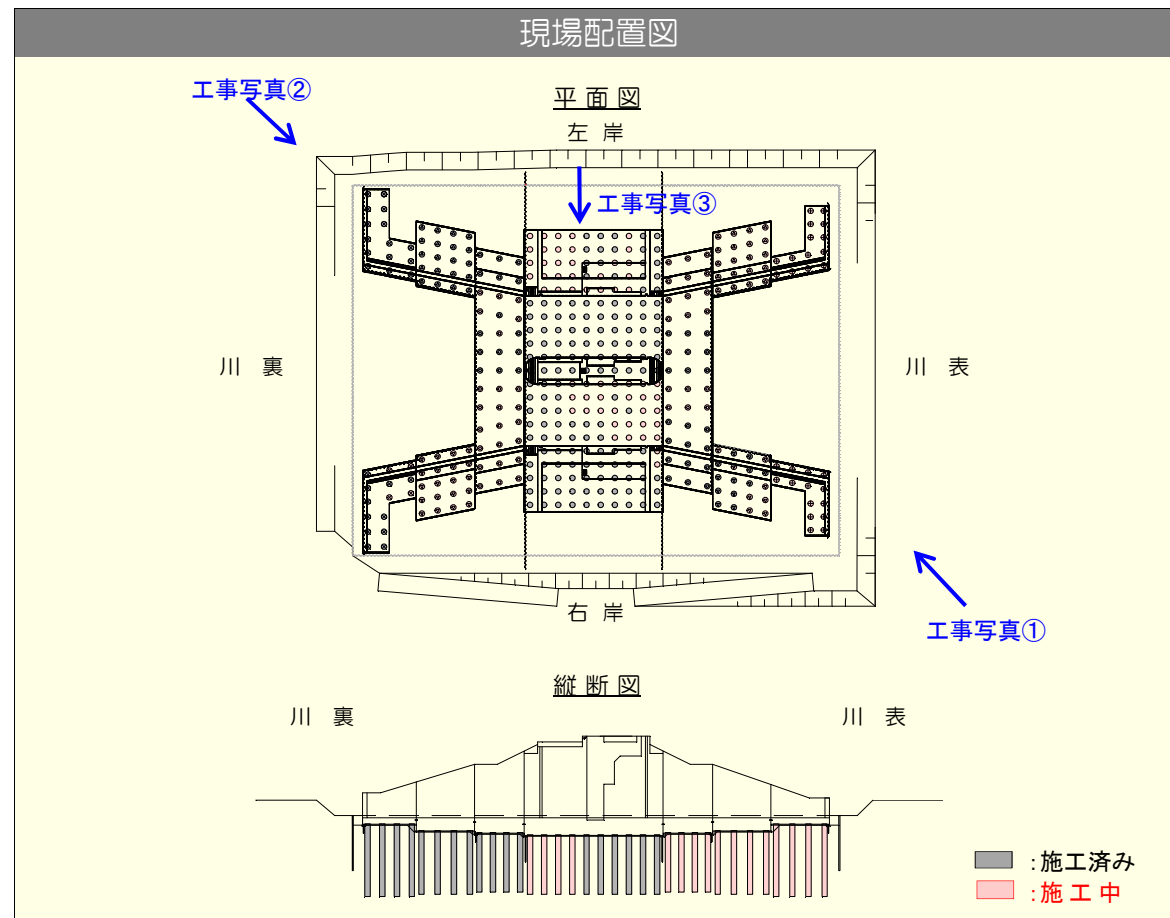 現場配置図
工事写真②
平 面 図
左 岸
工事写真③
川 裏
川 表
右 岸
工事写真①
縦 断 図
川 裏
川 表
:施工済み
:施 工 中